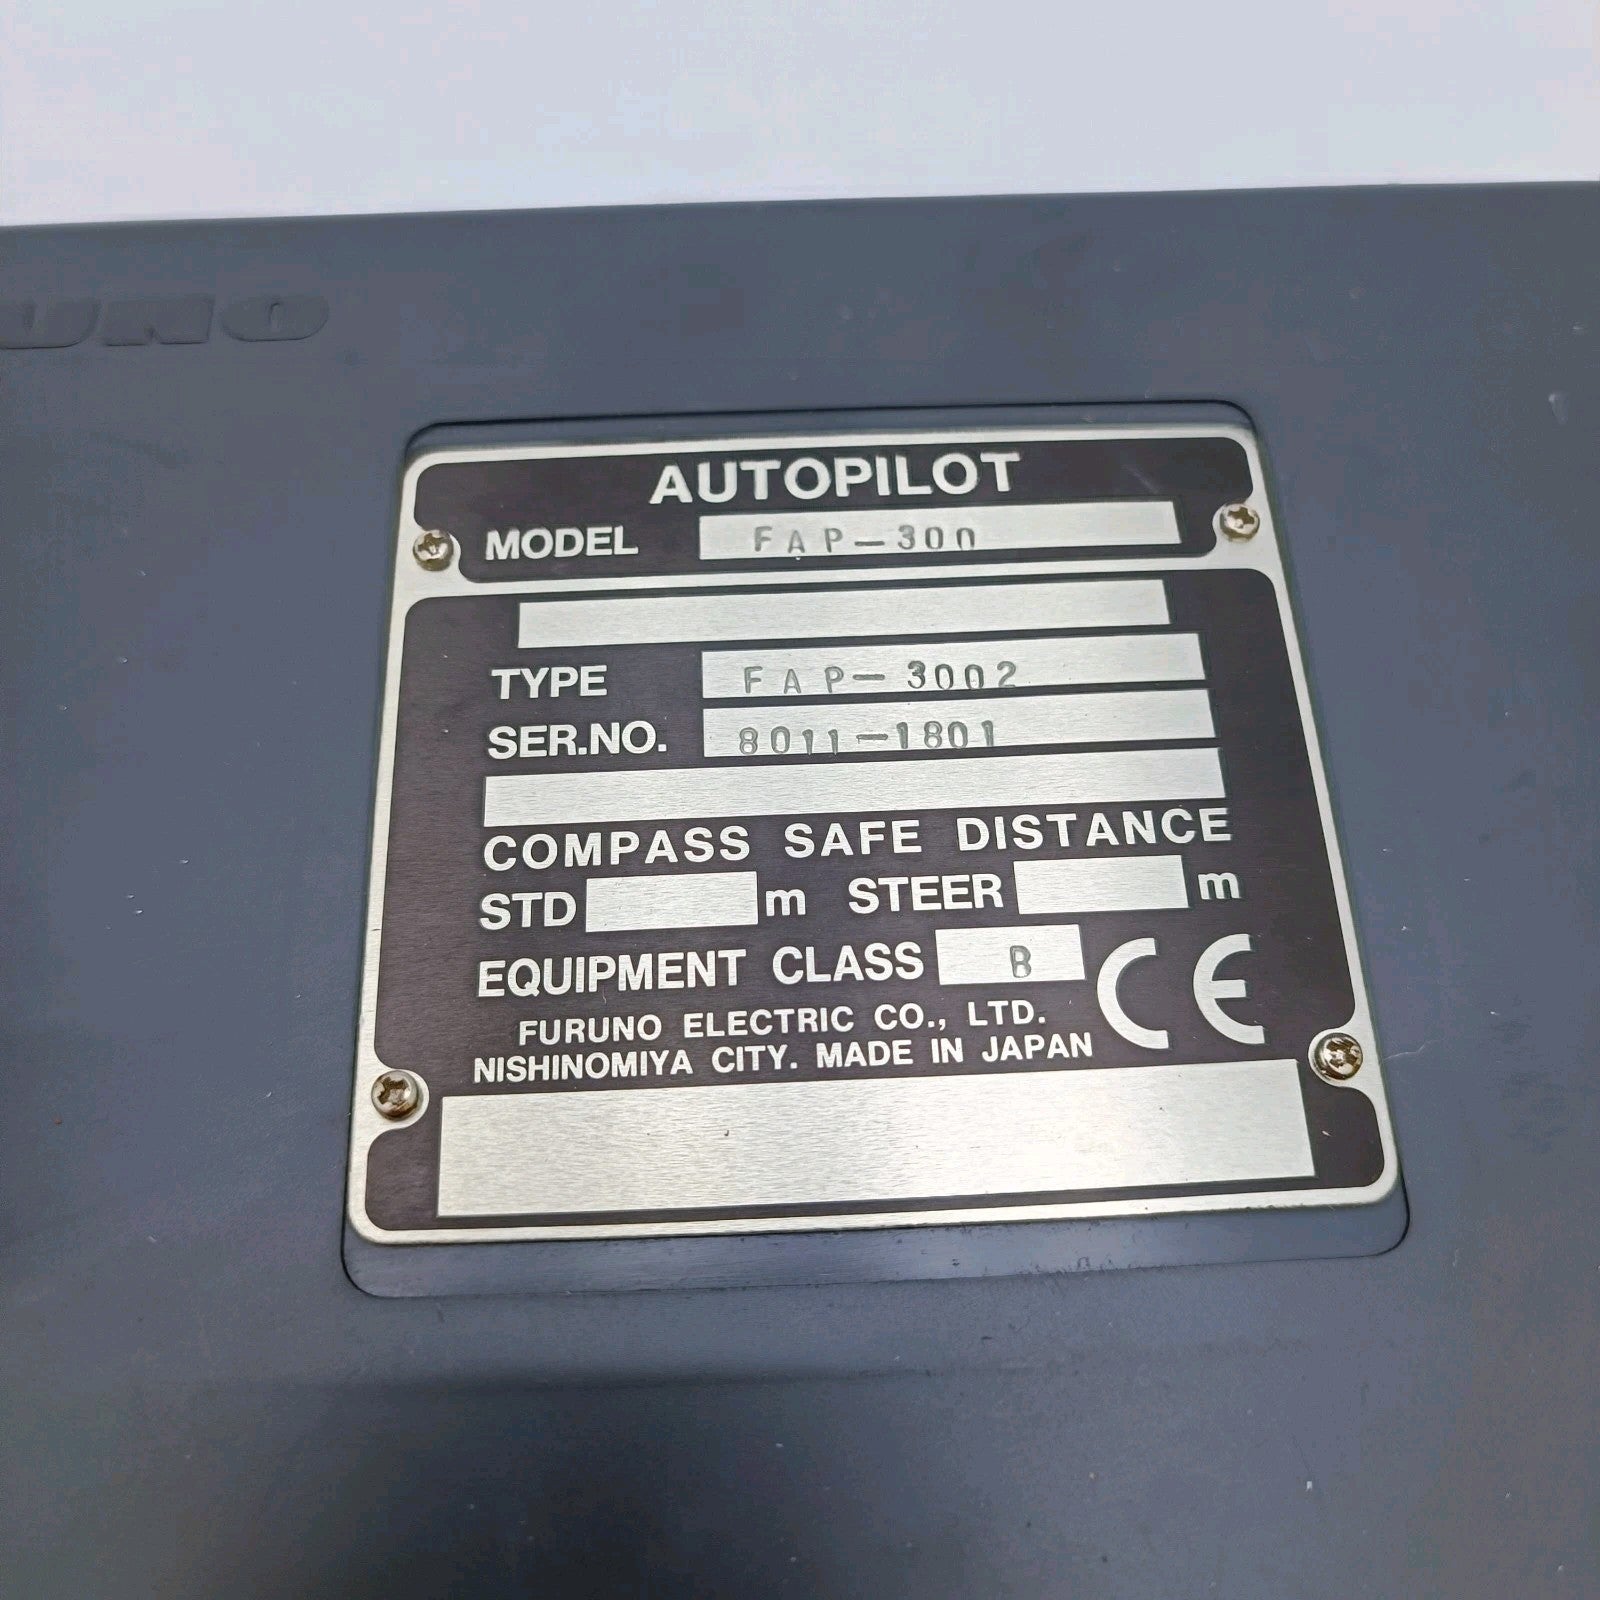 UNO
AUTOPILOT
MODEL FAP-300
TYPE FAP-3002
SER.NO. 8011-1801
COMPASS SAFE DISTANCE
STD m STEER m
EQUIPMENT CLASS B CE
FURUNO ELECTRIC CO., LTD.
NISHINOMIYA CITY. MADE IN JAPAN